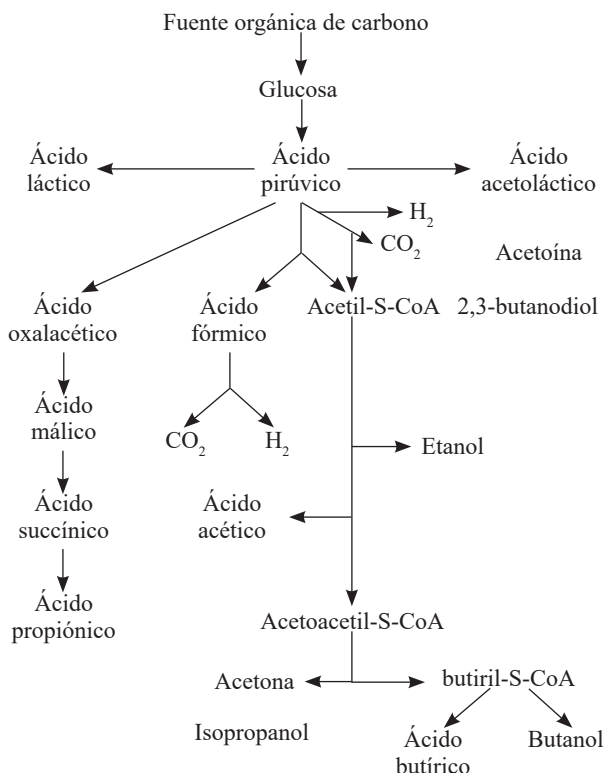 Fuente orgánica de carbono
Glucosa
Ácido
láctico
Ácido
pirúvico
Ácido
acetoláctico
H₂
CO₂
Acetoína
Ácido
oxalacético
Ácido
fórmico
Acetil-S-CoA
2,3-butanodiol
Ácido
málico
CO₂
H₂
Etanol
Ácido
succínico
Ácido
acético
Ácido
propiónico
Acetoacetil-S-CoA
Acetona
butiril-S-CoA
Isopropanol
Ácido
butírico
Butanol